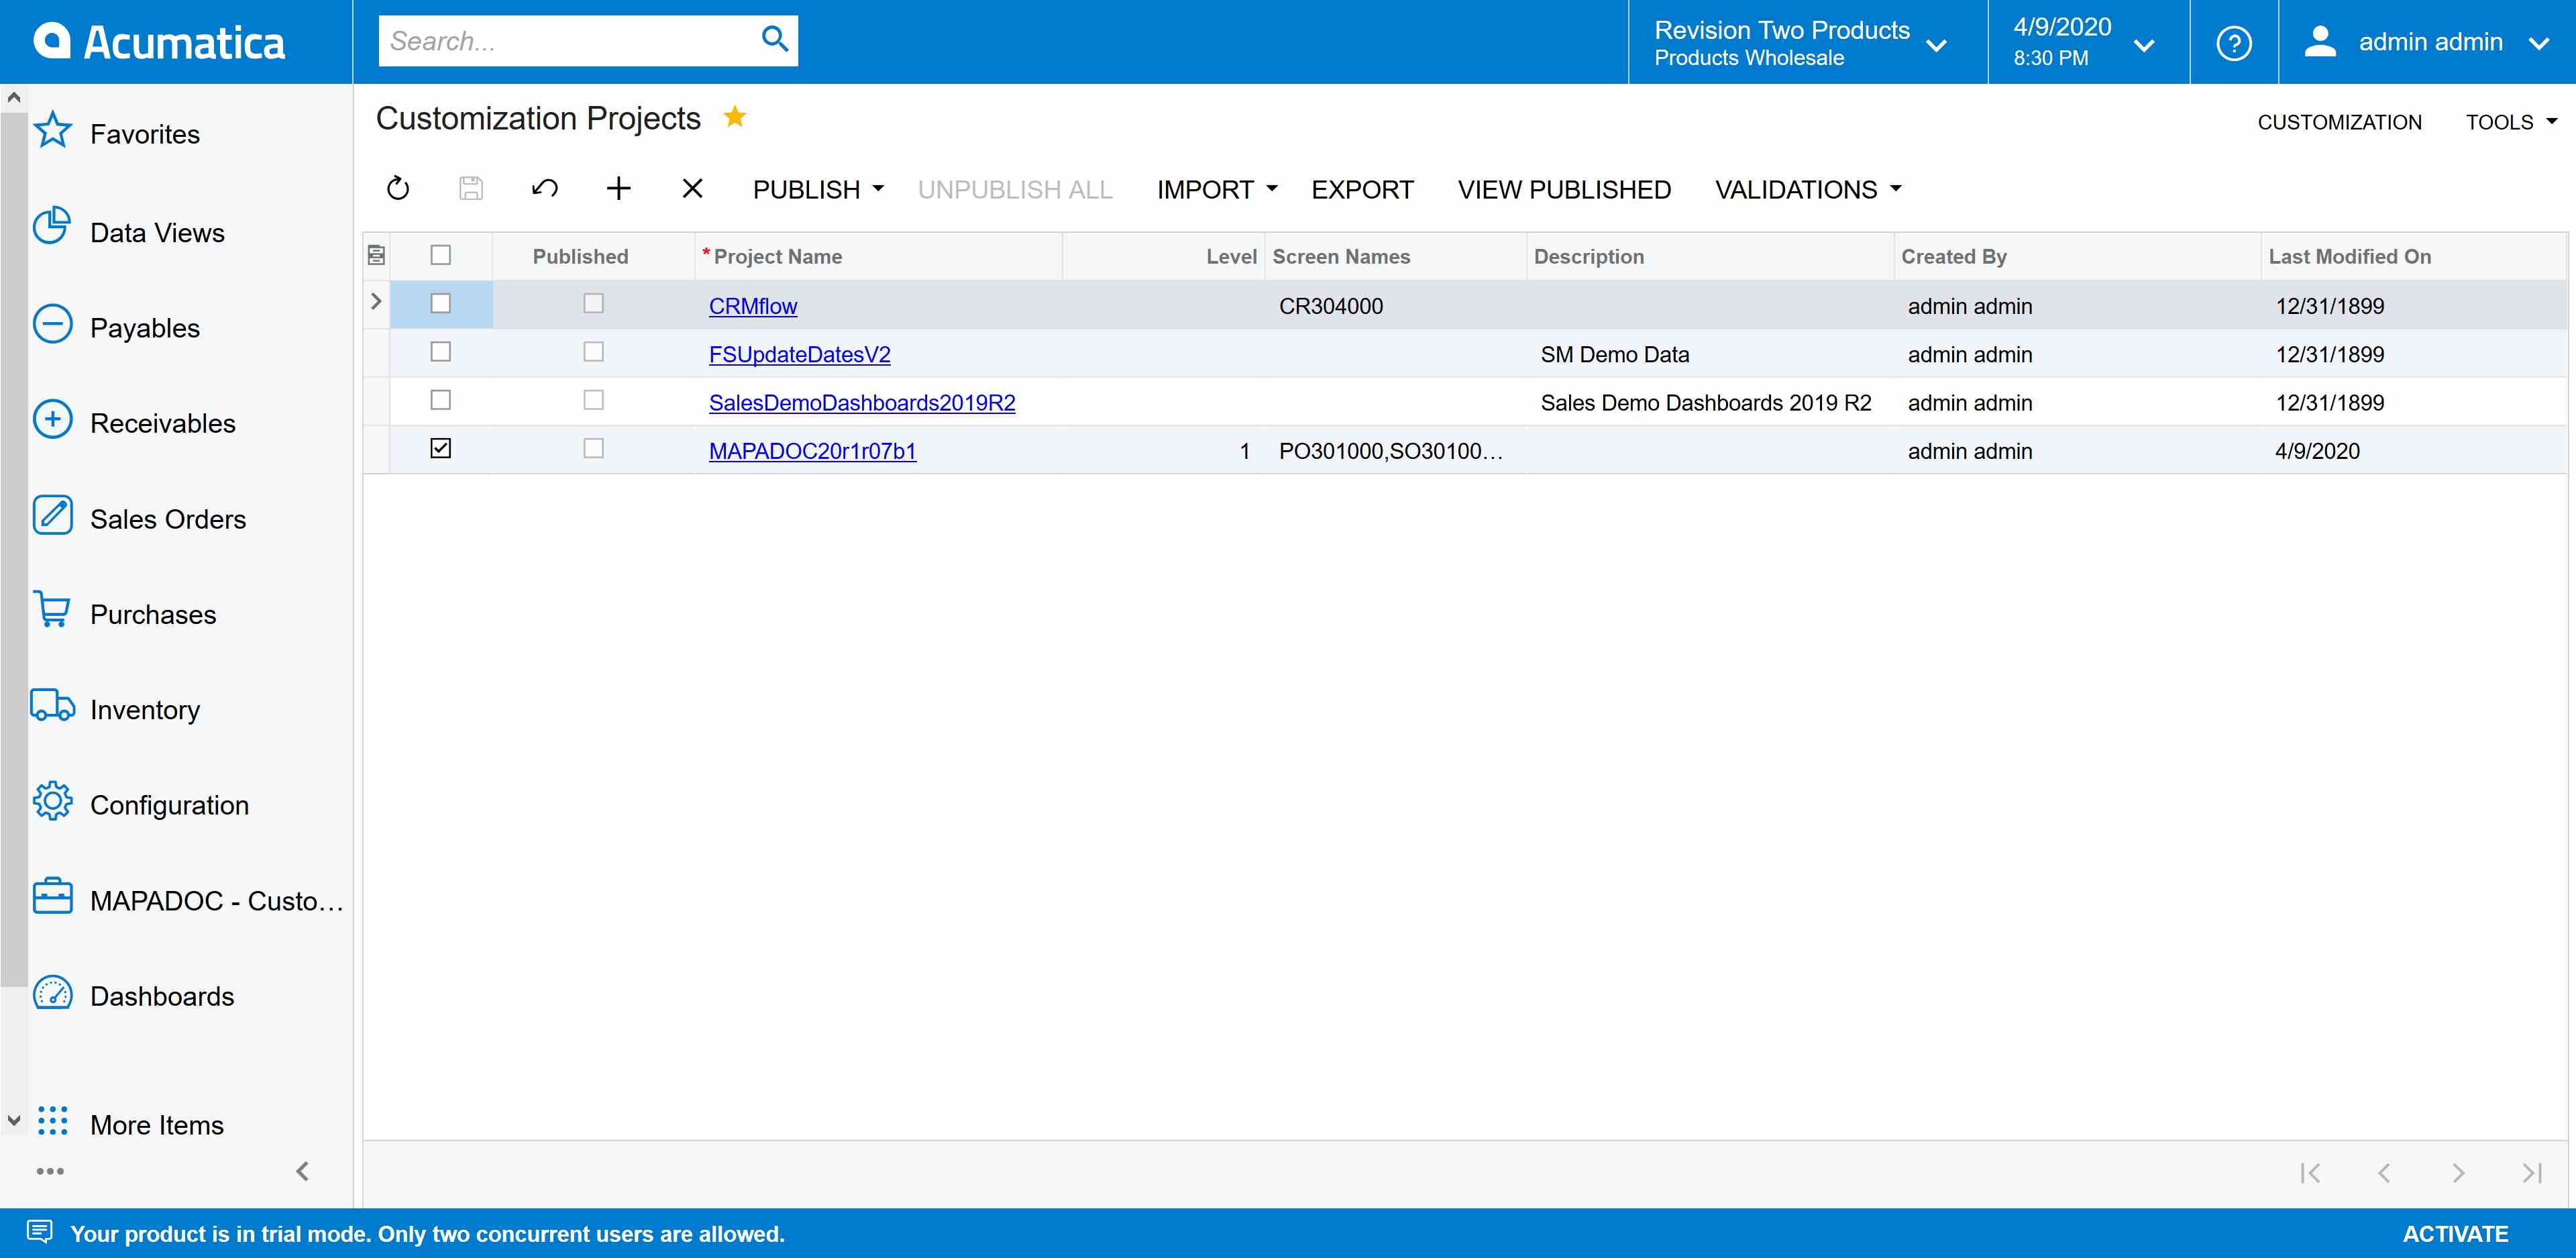 Acumatica
Search...
Revision Two Products
Products Wholesale
4/9/2020
8:30 PM
?
admin admin
Favorites
Data Views
Payables
Receivables
Sales Orders
Purchases
Inventory
Configuration
MAPADOC - Custo...
Dashboards
More Items
Customization Projects
CUSTOMIZATION TOOLS
PUBLISH UNPUBLISH ALL IMPORT EXPORT VIEW PUBLISHED VALIDATIONS
Published * Project Name Level Screen Names Description Created By Last Modified On
CRMflow CR304000 admin admin 12/31/1899
FSUpdateDatesV2 SM Demo Data admin admin 12/31/1899
SalesDemoDashboards2019R2 Sales Demo Dashboards 2019 R2 admin admin 12/31/1899
MAPADOC20r1r07b1 1 PO301000,SO30100... admin admin 4/9/2020
Your product is in trial mode. Only two concurrent users are allowed.
ACTIVATE